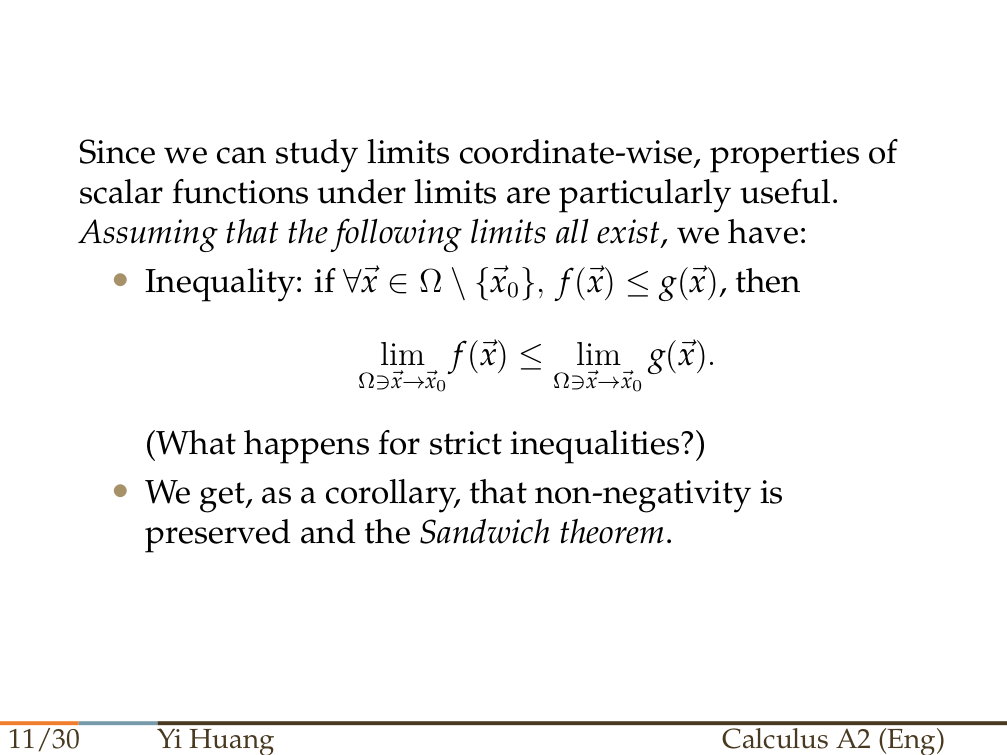 Since we can study limits coordinate-wise, properties of
scalar functions under limits are particularly useful.
Assuming that the following limits all exist, we have:
• Inequality: if ∀x⃗ ∈ Ω \ {x⃗₀}, f(x⃗) ≤ g(x⃗), then
lim_{Ω∋x⃗→x⃗₀} f(x⃗) ≤ lim_{Ω∋x⃗→x⃗₀} g(x⃗).
(What happens for strict inequalities?)
• We get, as a corollary, that non-negativity is
preserved and the Sandwich theorem.
11/30 Yi Huang Calculus A2 (Eng)